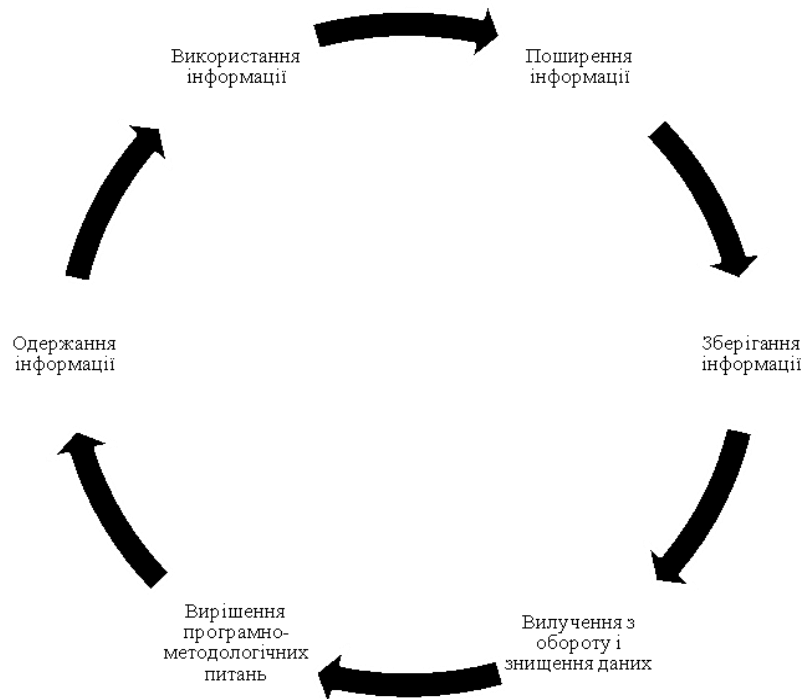 Використання
інформації
Поширення
інформації
Зберігання
інформації
Вилучення з
обороту і
знищення даних
Вирішення
програмно-
методологічних
питань
Одержання
інформації